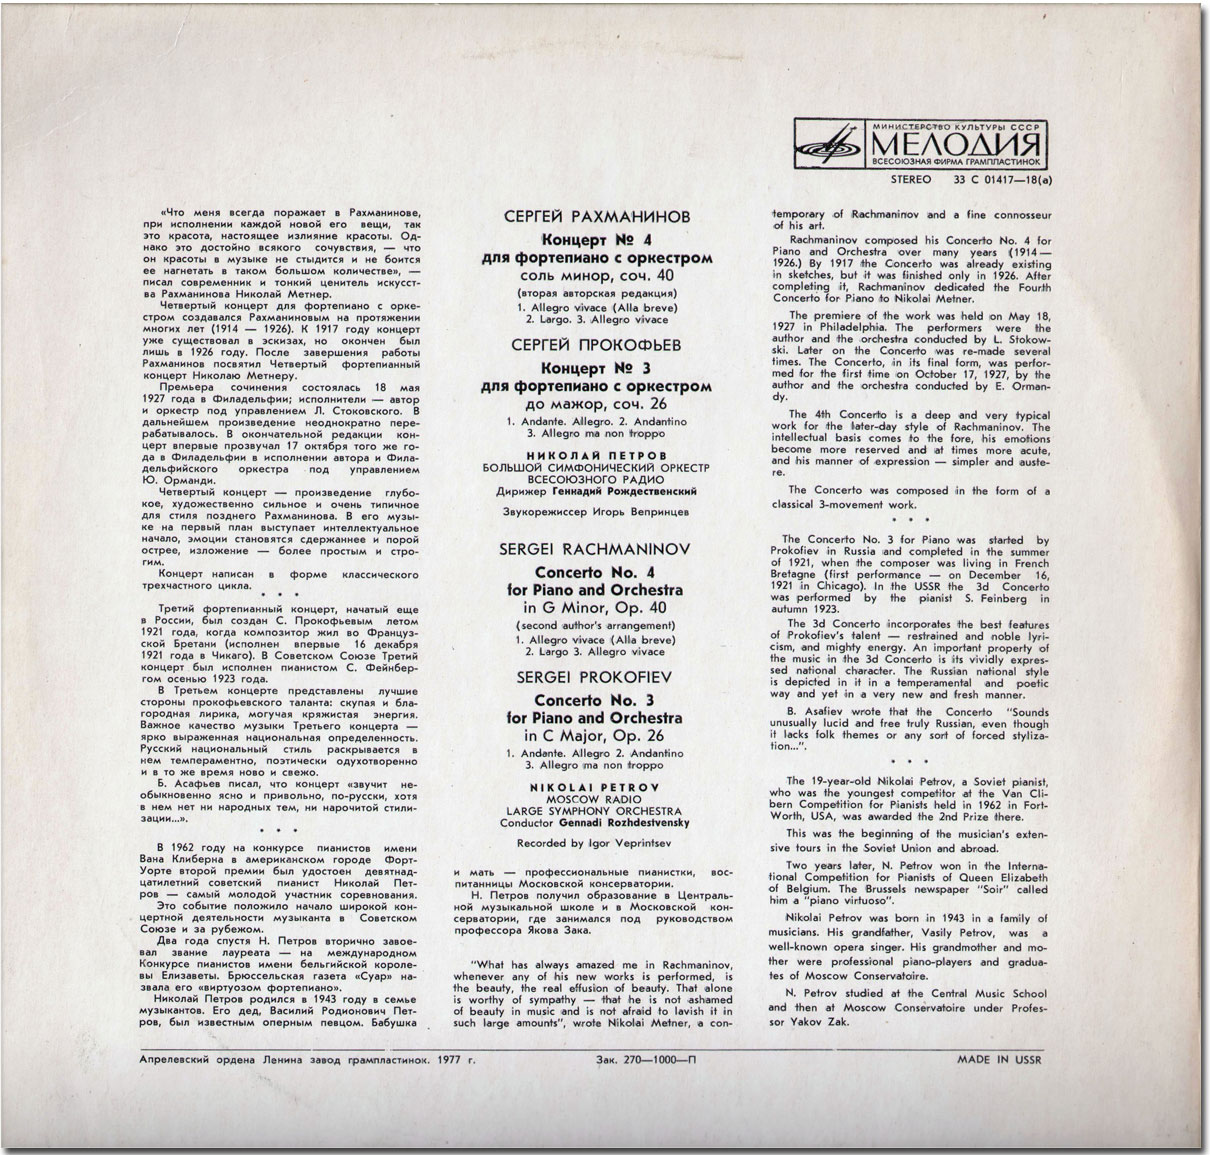 МИНИСТЕРСТВО КУЛЬТУРЫ СССР
МЕЛОДИЯ
ВСЕСОЮЗНАЯ ФИРМА ГРАМПЛАСТИНОК
STEREO 33 С 01417—18(а)
«Что меня всегда поражает в Рахманинове,
при исполнении каждой новой его вещи, так
это красота, настоящее излияние красоты. Од-
нако это достойно всякого сочувствия, — что
он красоты в музыке не стыдится и не боится
ее нагнетать в таком большом количестве», —
писал современник и тонкий ценитель искусст-
ва Рахманинова Николай Метнер.
Четвертый концерт для фортепиано с орке-
стром создавался Рахманиновым на протяжении
многих лет (1914 — 1926). К 1917 году концерт
уже существовал в эскизах, но окончен был
лишь в 1926 году. После завершения работы
Рахманинов посвятил Четвертый фортепианный
концерт Николаю Метнеру.
Премьера сочинения состоялась 18 мая
1927 года в Филадельфии; исполнители — автор
и оркестр под управлением Л. Стоковского. В
дальнейшем произведение неоднократно пере-
рабатывалось. В окончательной редакции кон-
церт впервые прозвучал 17 октября того же го-
да в Филадельфии в исполнении автора и Фила-
дельфийского оркестра под управлением
Ю. Орманди.
Четвертый концерт — произведение глубо-
кое, художественно сильное и очень типичное
для стиля позднего Рахманинова. В его музы-
ке на первый план выступает интеллектуальное
начало, эмоции становятся сдержаннее и порой
острее, изложение — более простым и стро-
гим.
Концерт написан в форме классического
трехчастного цикла.
* * *
Третий фортепианный концерт, начатый еще
в России, был создан С. Прокофьевым летом
1921 года, когда композитор жил во Француз-
ской Бретани (исполнен впервые 16 декабря
1921 года в Чикаго). В Советском Союзе Третий
концерт был исполнен пианистом С. Фейнбер-
гом осенью 1923 года.
В Третьем концерте представлены лучшие
стороны прокофьевского таланта: скупая и бла-
городная лирика, могучая кряжистая энергия.
Важное качество музыки Третьего концерта —
ярко выраженная национальная определенность.
Русский национальный стиль раскрывается в
нем темпераментно, поэтически одухотворенно
и в то же время ново и свежо.
Б. Асафьев писал, что концерт «звучит не-
обыкновенно ясно и привольно, по-русски, хотя
в нем нет ни народных тем, ни нарочитой стили-
зации...».
* * *
В 1962 году на конкурсе пианистов имени
Вана Клиберна в американском городе Форт-
Уорте второй премии был удостоен девятнад-
цатилетний советский пианист Николай Пет-
ров — самый молодой участник соревнования.
Это событие положило начало широкой кон-
цертной деятельности музыканта в Советском
Союзе и за рубежом.
Два года спустя Н. Петров вторично завое-
вал звание лауреата — на международном
Конкурсе пианистов имени бельгийской короле-
вы Елизаветы. Брюссельская газета «Суар» на-
звала его «виртуозом фортепиано».
Николай Петров родился в 1943 году в семье
музыкантов. Его дед, Василий Родионович Пет-
ров, был известным оперным певцом. Бабушка
СЕРГЕЙ РАХМАНИНОВ
Концерт № 4
для фортепиано с оркестром
соль минор, соч. 40
(вторая авторская редакция)
1. Allegro vivace (Alla breve)
2. Largo. 3. Allegro vivace
СЕРГЕЙ ПРОКОФЬЕВ
Концерт № 3
для фортепиано с оркестром
до мажор, соч. 26
1. Andante. Allegro. 2. Andantino
3. Allegro ma non troppo
НИКОЛАЙ ПЕТРОВ
БОЛЬШОЙ СИМФОНИЧЕСКИЙ ОРКЕСТР
ВСЕСОЮЗНОГО РАДИО
Дирижер Геннадий Рождественский
Звукорежиссер Игорь Вепринцев
SERGEI RACHMANINOV
Concerto No. 4
for Piano and Orchestra
in G Minor, Op. 40
(second author's arrangement)
1. Allegro vivace (Alla breve)
2. Largo 3. Allegro vivace
SERGEI PROKOFIEV
Concerto No. 3
for Piano and Orchestra
in C Major, Op. 26
1. Andante. Allegro 2. Andantino
3. Allegro ma non troppo
NIKOLAI PETROV
MOSCOW RADIO
LARGE SYMPHONY ORCHESTRA
Conductor Gennadi Rozhdestvensky
Recorded by Igor Veprintsev
и мать — профессиональные пианистки, вос-
питанницы Московской консерватории.
Н. Петров получил образование в Централь-
ной музыкальной школе и в Московской кон-
серватории, где занимался под руководством
профессора Якова Зака.
"What has always amazed me in Rachmaninov,
whenever any of his new works is performed, is
the beauty, the real effusion of beauty. That alone
is worthy of sympathy — that he is not ashamed
of beauty in music and is not afraid to lavish it in
such large amounts", wrote Nikolai Metner, a con-
temporary of Rachmaninov and a fine connosseur
of his art.
Rachmaninov composed his Concerto No. 4 for
Piano and Orchestra over many years (1914—
1926.) By 1917 the Concerto was already existing
in sketches, but it was finished only in 1926. After
completing it, Rachmaninov dedicated the Fourth
Concerto for Piano to Nikolai Metner.
The premiere of the work was held on May 18,
1927 in Philadelphia. The performers were the
author and the orchestra conducted by L. Stokow-
ski. Later on the Concerto was re-made several
times. The Concerto, in its final form, was perfor-
med for the first time on October 17, 1927, by the
author and the orchestra conducted by E. Orman-
dy.
The 4th Concerto is a deep and very typical
work for the later-day style of Rachmaninov. The
intellectual basis comes to the fore, his emotions
become more reserved and at times more acute,
and his manner of expression — simpler and auste-
re.
The Concerto was composed in the form of a
classical 3-movement work.
* * *
The Concerto No. 3 for Piano was started by
Prokofiev in Russia and completed in the summer
of 1921, when the composer was living in French
Bretagne (first performance — on December 16,
1921 in Chicago). In the USSR the 3d Concerto
was performed by the pianist S. Feinberg in
autumn 1923.
The 3d Concerto incorporates the best features
of Prokofiev's talent — restrained and noble lyri-
cism, and mighty energy. An important property of
the music in the 3d Concerto is its vividly expres-
sed national character. The Russian national style
is depicted in it in a temperamental and poetic
way and yet in a very new and fresh manner.
B. Asafiev wrote that the Concerto "Sounds
unusually lucid and free truly Russian, even though
it lacks folk themes or any sort of forced styliza-
tion...".
* * *
The 19-year-old Nikolai Petrov, a Soviet pianist,
who was the youngest competitor at the Van Cli-
bern Competition for Pianists held in 1962 in Fort-
Worth, USA, was awarded the 2nd Prize there.
This was the beginning of the musician's exten-
sive tours in the Soviet Union and abroad.
Two years later, N. Petrov won in the Interna-
tional Competition for Pianists of Queen Elizabeth
of Belgium. The Brussels newspaper "Soir" called
him a "piano virtuoso".
Nikolai Petrov was born in 1943 in a family of
musicians. His grandfather, Vasily Petrov, was a
well-known opera singer. His grandmother and mo-
ther were professional piano-players and gradua-
tes of Moscow Conservatoire.
N. Petrov studied at the Central Music School
and then at Moscow Conservatoire under Profes-
sor Yakov Zak.
Апрелевский ордена Ленина завод грампластинок. 1977 г. Зак. 270—1000—П MADE IN USSR